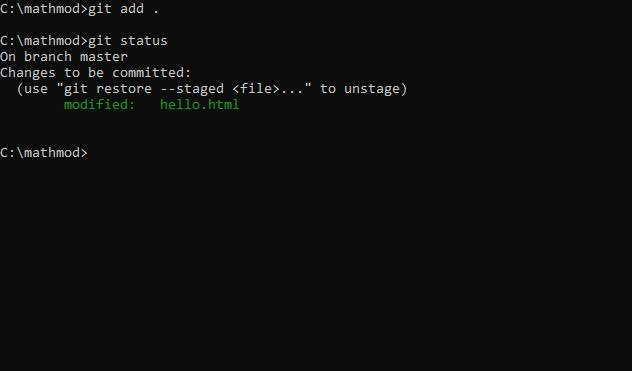 C:\mathmod>git add .
C:\mathmod>git status
On branch master
Changes to be committed:
  (use "git restore --staged <file>..." to unstage)
        modified:   hello.html
C:\mathmod>